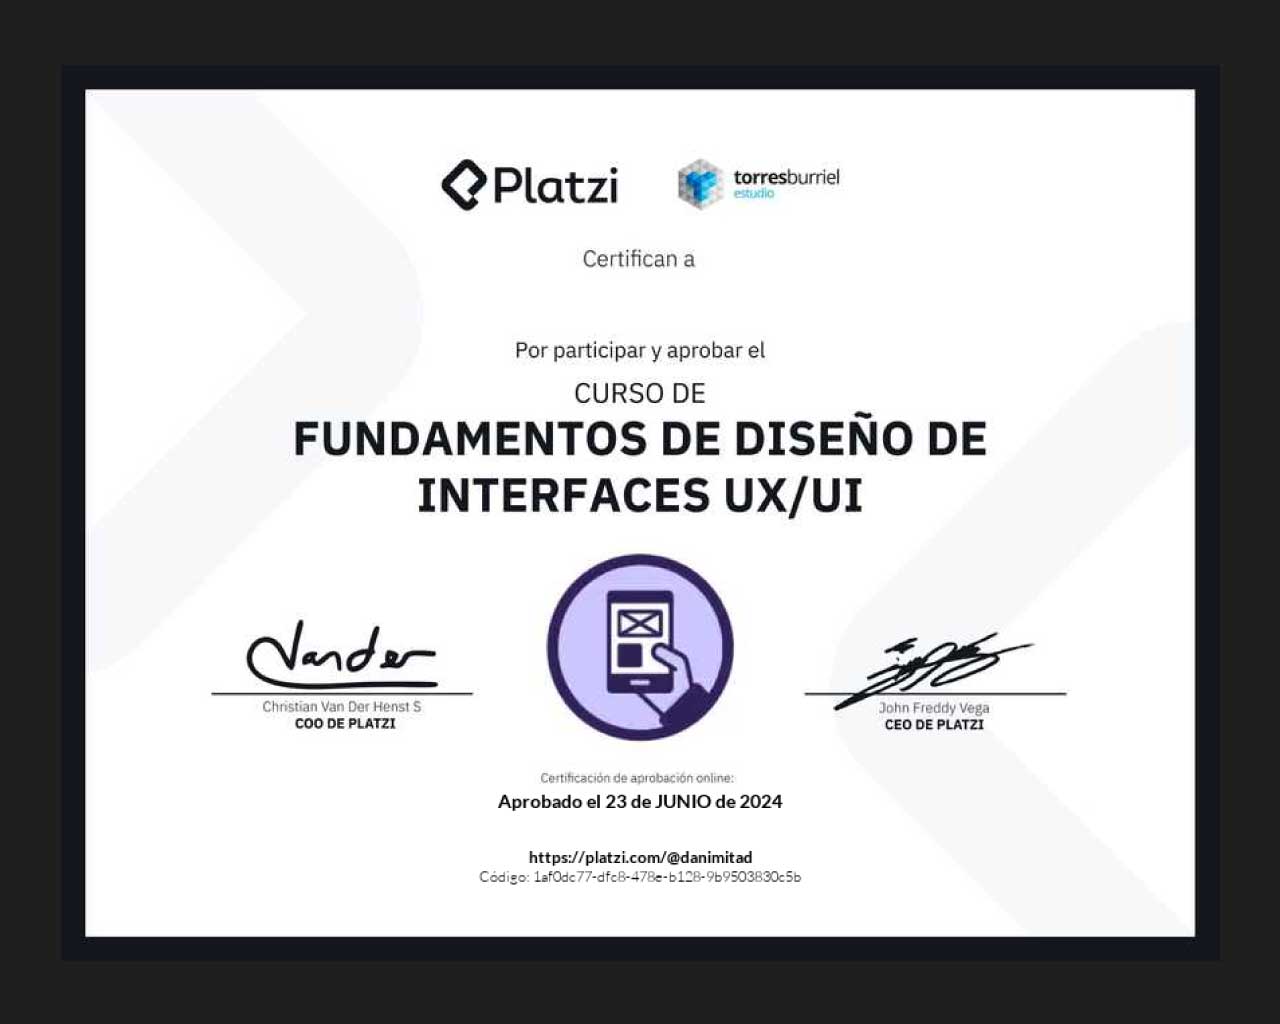 Platzi
torresburriel
estudio
Certifican a
Por participar y aprobar el
CURSO DE
FUNDAMENTOS DE DISEÑO DE
INTERFACES UX/UI
Vander
Christian Van Der Henst S
COO DE PLATZI
John Freddy Vega
CEO DE PLATZI
Certificación de aprobación online:
Aprobado el 23 de JUNIO de 2024
https://platzi.com/@danimitad
Código: 1af0dc77-dfc8-478e-b128-9b9503830c5b